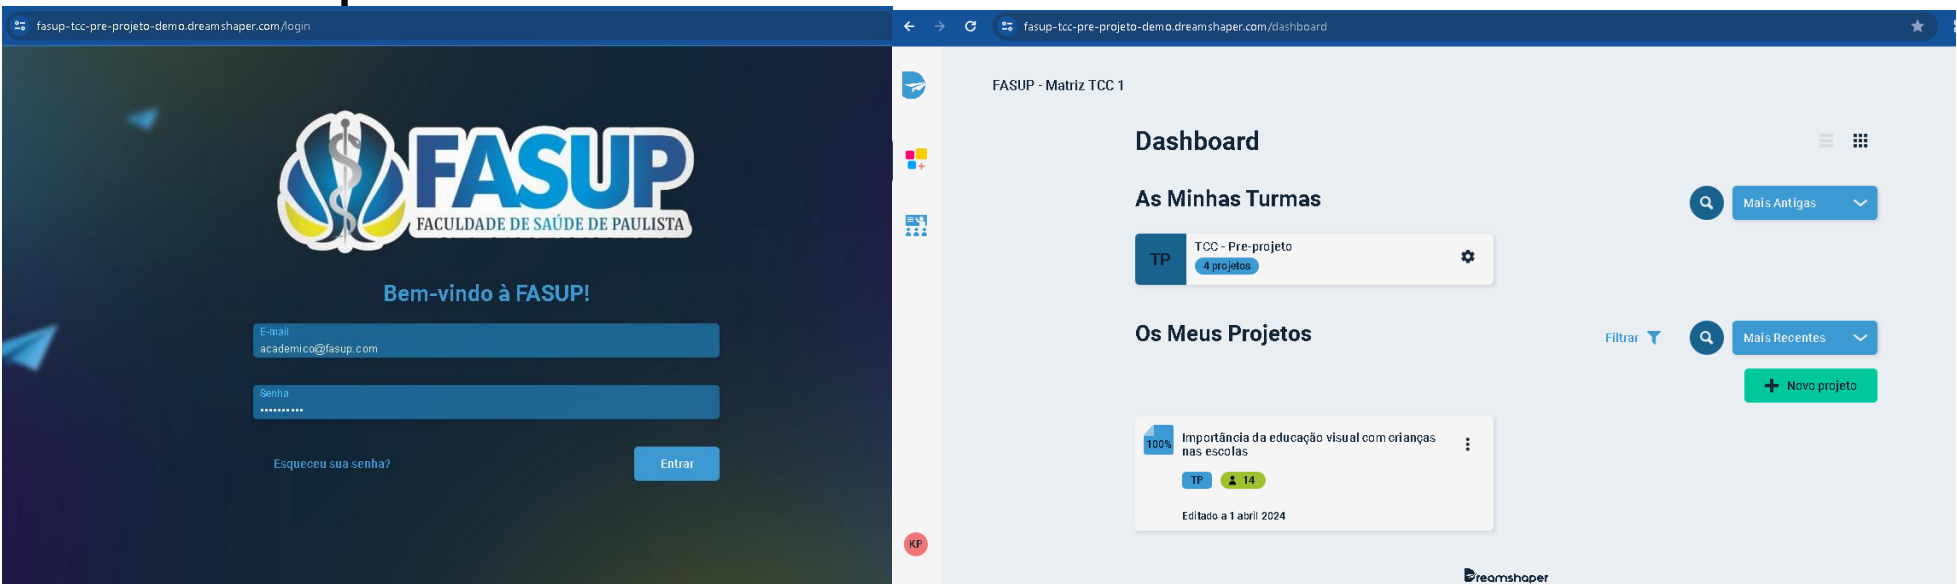 fasup-tcc-pre-projeto-demo.dreamshaper.com/login
FASUP
FACULDADE DE SAÚDE DE PAULISTA
Bem-vindo à FASUP!
E-mail
academico@fasup.com
Senha
••••••••••
Esqueceu sua senha?
Entrar
fasup-tcc-pre-projeto-demo.dreamshaper.com/dashboard
FASUP - Matriz TCC 1
Dashboard
As Minhas Turmas
Mais Antigas
TP
TCC - Pre-projeto
4 projetos
Os Meus Projetos
Filtrar
Mais Recentes
Novo projeto
100%
Importância da educação visual com crianças
nas escolas
TP
14
Editado a 1 abril 2024
KP
Dreamshaper